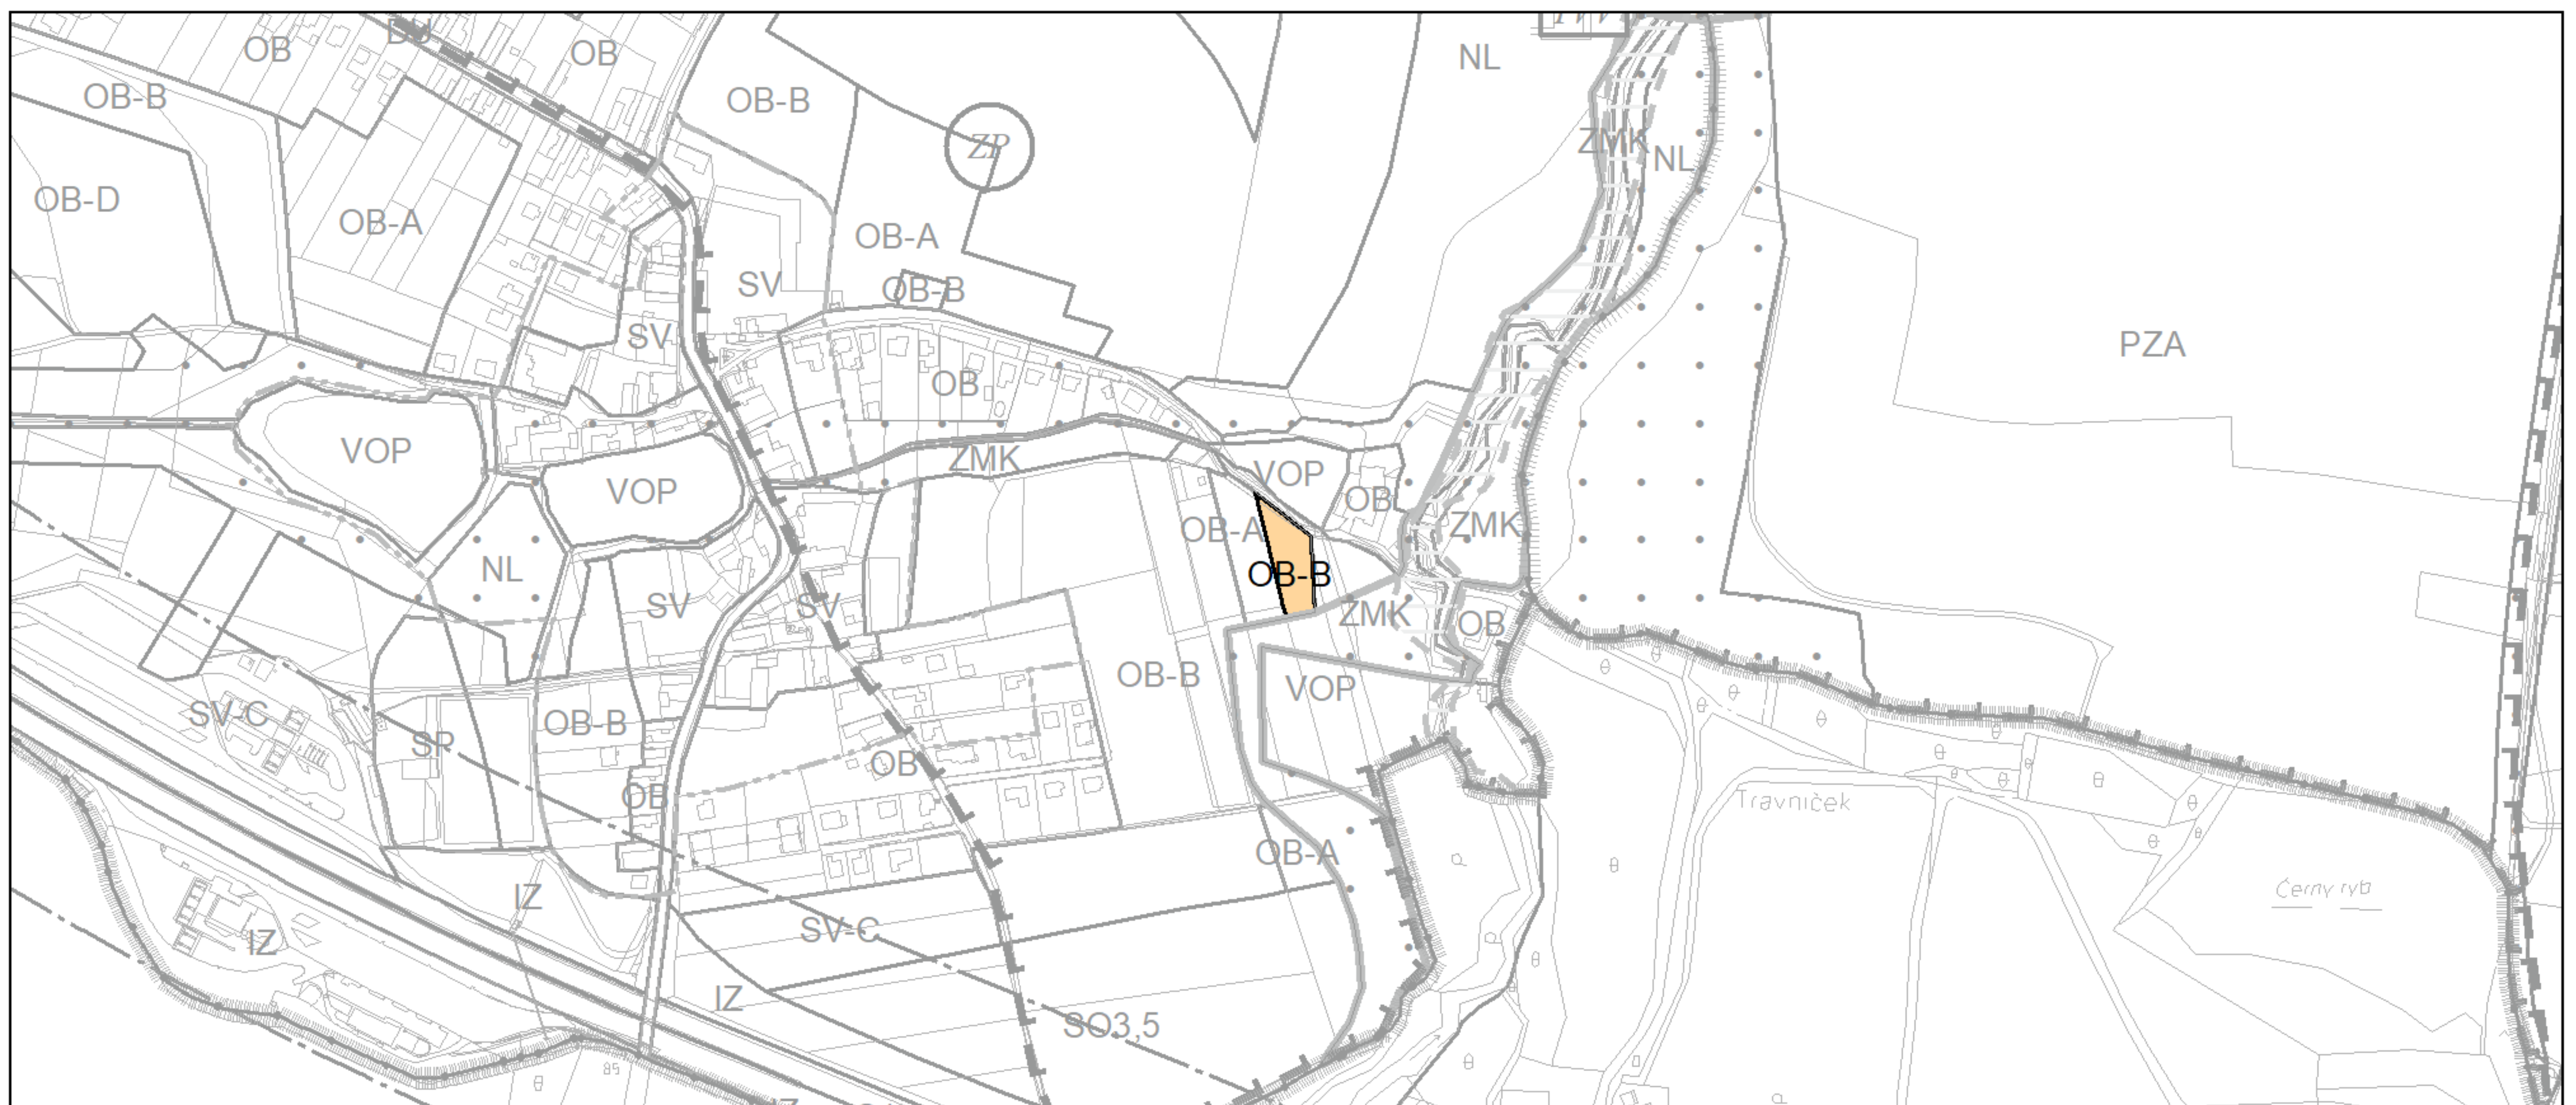 DU
OB
OB
NL
OB-B
OB-B
ZMK
ZP
NL
OB-D
OB-A
OB-A
SV
OB-B
SV
PZA
OB
VOP
ZMK
VOP
VOP
OB
OB-A
ZMK
NL
OB-B
SV
SV
ZMK
OB
OB-B
VOP
SV-C
OB-B
SP
OB
OB
Travníček
OB-A
Černý ryb
IZ
SV-C
IZ
IZ
SO3,5
85